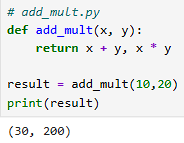 # add_mult.py
def add_mult(x, y):
    return x + y, x * y

result = add_mult(10,20)
print(result)
(30, 200)